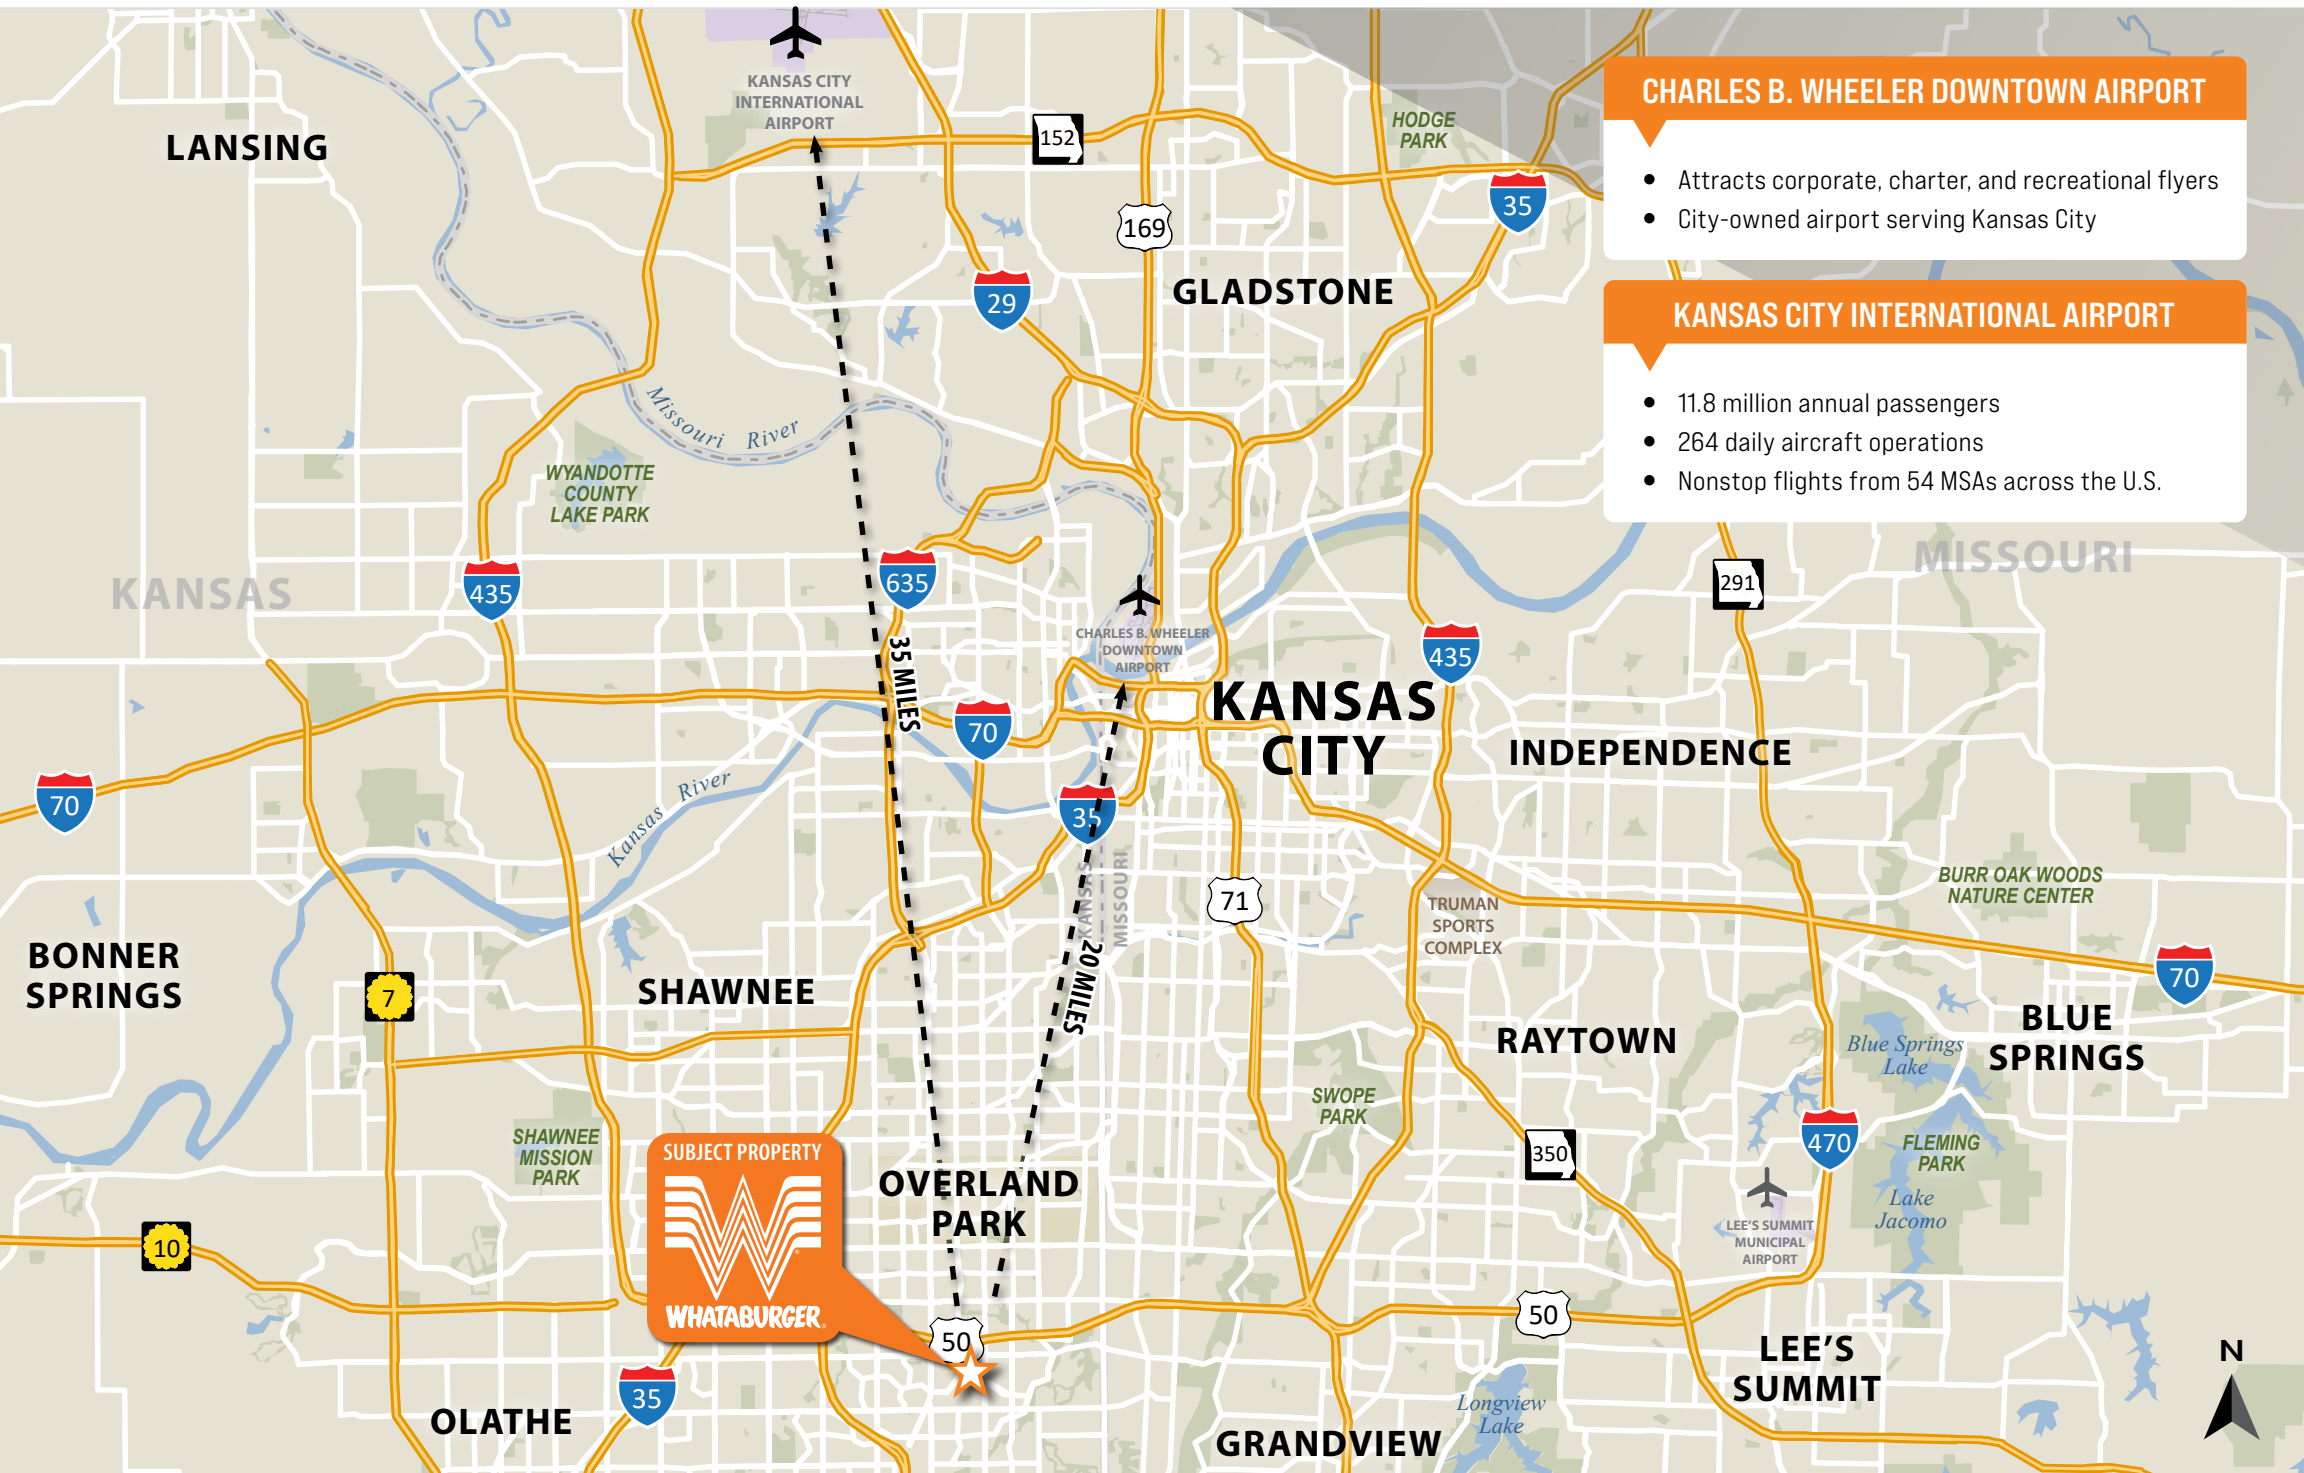 KANSAS CITY
INTERNATIONAL
AIRPORT
CHARLES B. WHEELER DOWNTOWN AIRPORT
• Attracts corporate, charter, and recreational flyers
• City-owned airport serving Kansas City
KANSAS CITY INTERNATIONAL AIRPORT
• 11.8 million annual passengers
• 264 daily aircraft operations
• Nonstop flights from 54 MSAs across the U.S.
LANSING
152
HODGE
PARK
35
169
29
GLADSTONE
Missouri River
WYANDOTTE
COUNTY
LAKE PARK
KANSAS
435
635
MISSOURI
291
CHARLES B. WHEELER
DOWNTOWN
AIRPORT
435
35 MILES
KANSAS
CITY
70
INDEPENDENCE
70
Kansas River
35
KANSAS
MISSOURI
71
TRUMAN
SPORTS
COMPLEX
BURR OAK WOODS
NATURE CENTER
BONNER
SPRINGS
7
SHAWNEE
20 MILES
70
RAYTOWN
BLUE
SPRINGS
Blue Springs
Lake
SWOPE
PARK
SHAWNEE
MISSION
PARK
350
470
FLEMING
PARK
Lake
Jacomo
LEE'S SUMMIT
MUNICIPAL
AIRPORT
SUBJECT PROPERTY
WHATABURGER
OVERLAND
PARK
10
50
50
LEE'S
SUMMIT
N
35
OLATHE
Longview
Lake
GRANDVIEW